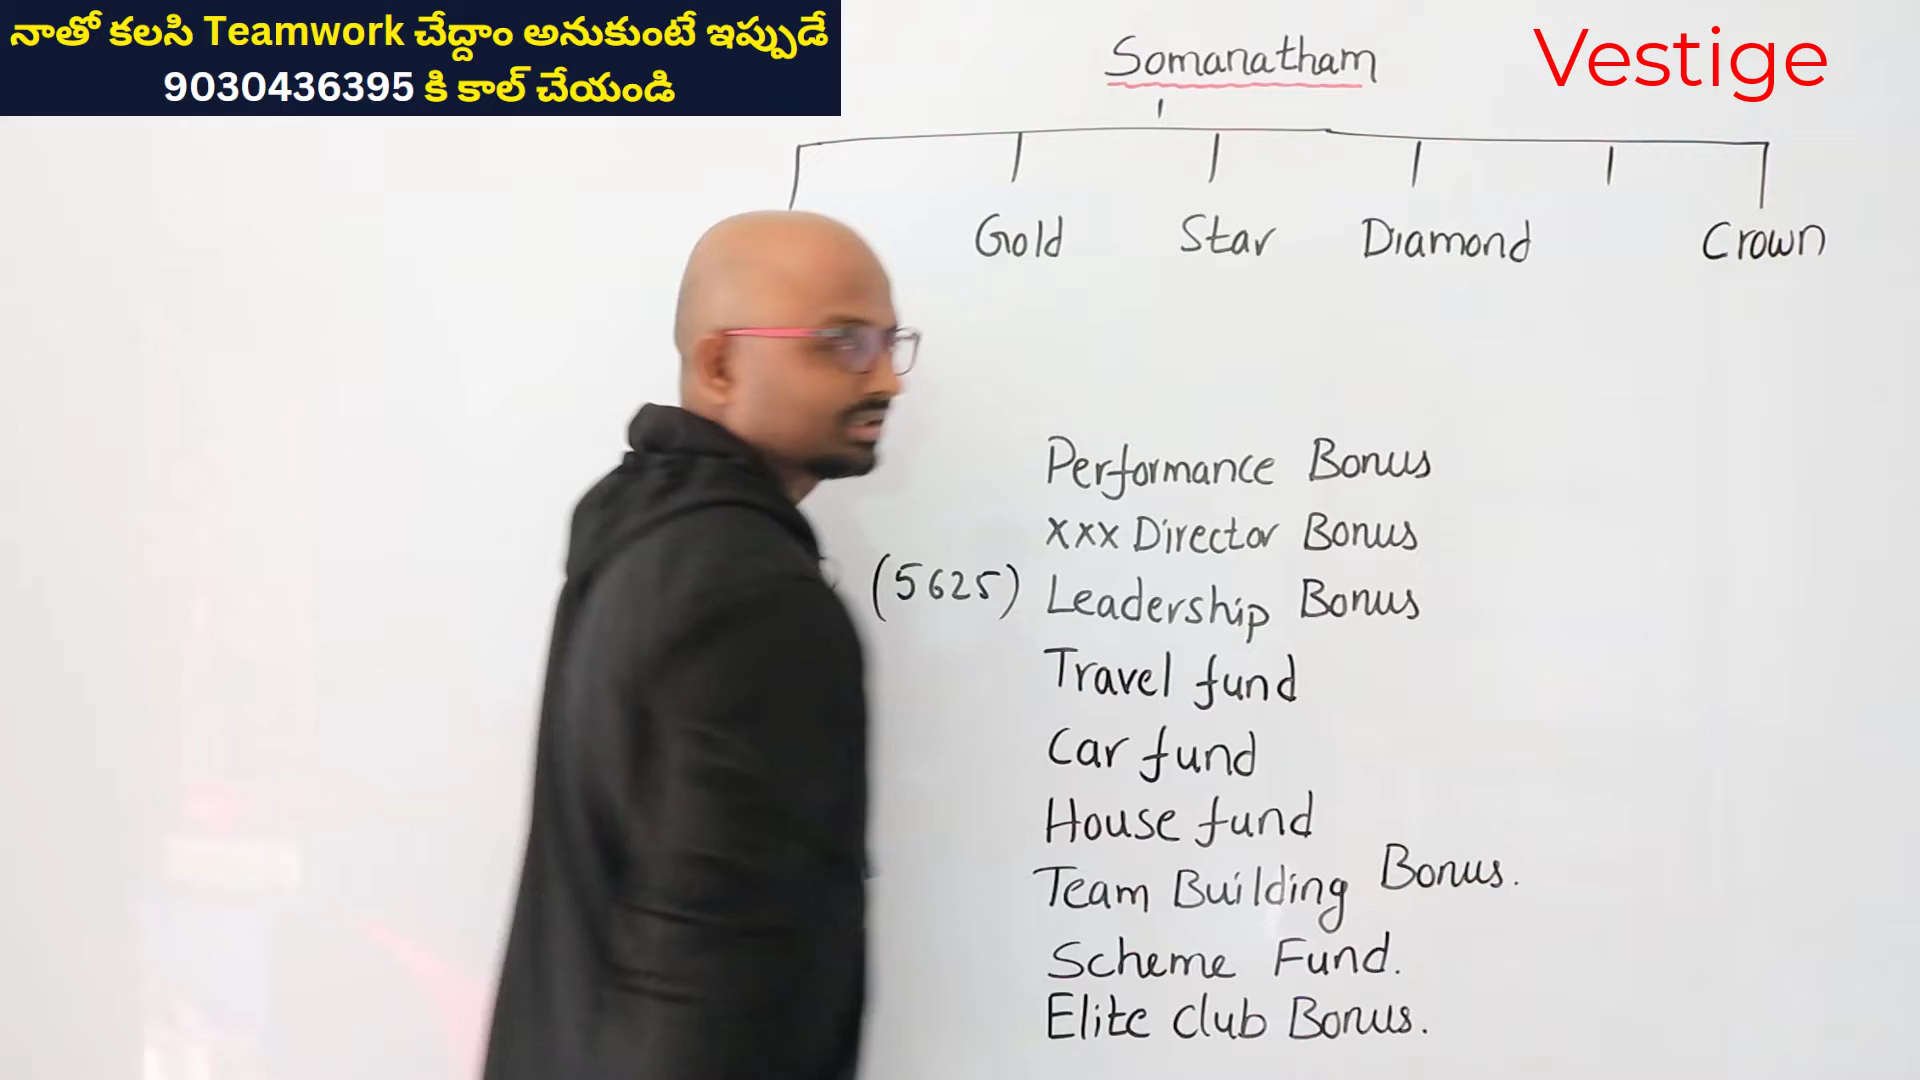 నాతో కలసి Teamwork చేద్దాం అనుకుంటే ఇప్పుడే
9030436395 కి కాల్ చేయండి
Somanatham
Vestige
Gold Star Diamond Crown
Performance Bonus
xxx Director Bonus
(5625) Leadership Bonus
Travel fund
Car fund
House fund
Team Building Bonus.
Scheme Fund.
Elite club Bonus.